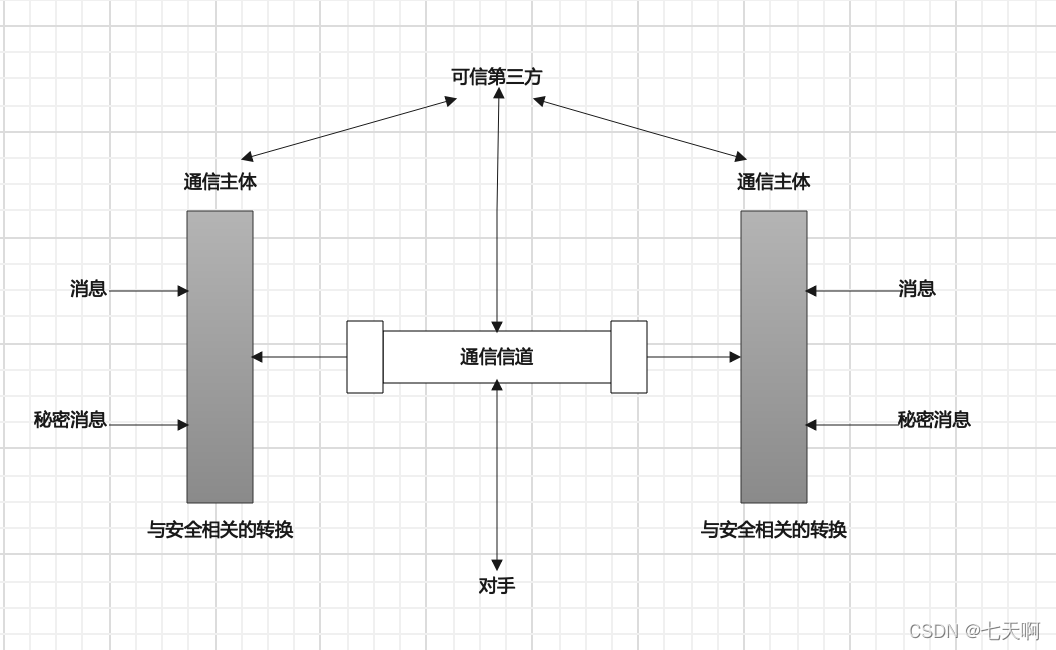 可信第三方
通信主体
通信主体
消息
消息
通信信道
秘密消息
秘密消息
与安全相关的转换
与安全相关的转换
对手
CSDN @七天啊